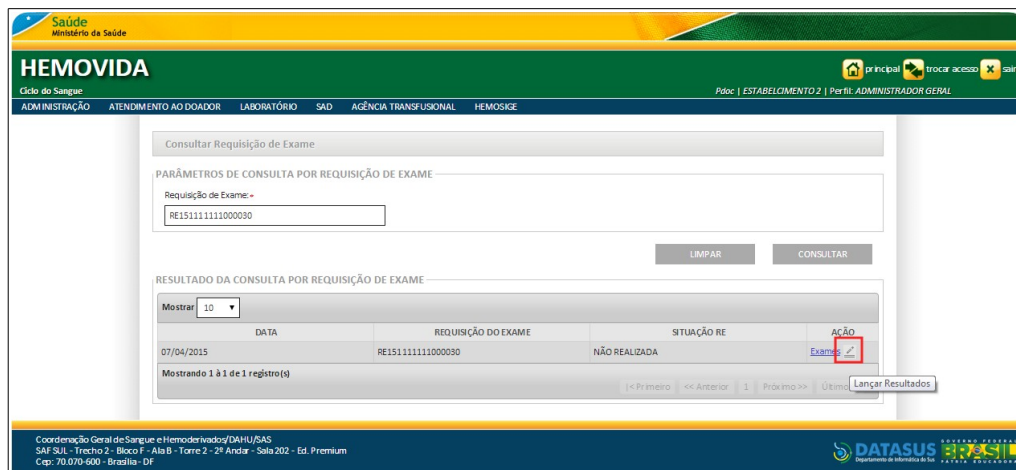 Saúde
Ministério da Saúde
HEMOVIDA
Ciclo do Sangue
principal trocar acesso sair
Pdoc | ESTABELCIMENTO 2 | Perfil: ADMINISTRADOR GERAL
ADMINISTRAÇÃO ATENDIMENTO AO DOADOR LABORATÓRIO SAD AGÊNCIA TRANSFUSIONAL HEMOSIGE
Consultar Requisição de Exame
PARÂMETROS DE CONSULTA POR REQUISIÇÃO DE EXAME
Requisição de Exame:
RE151111111000030
LIMPAR CONSULTAR
RESULTADO DA CONSULTA POR REQUISIÇÃO DE EXAME
Mostrar 10
DATA REQUISIÇÃO DO EXAME SITUAÇÃO RE AÇÃO
07/04/2015 RE151111111000030 NÃO REALIZADA Exames
Mostrando 1 à 1 de 1 registro(s)
|< Primeiro << Anterior 1 Próximo >> Último
Lançar Resultados
Coordenação Geral de Sangue e Hemoderivados/DAHU/SAS
SAF SUL - Trecho 2 - Bloco F - Ala B - Torre 2 - 2º Andar - Sala 202 - Ed. Premium
Cep: 70.070-600 - Brasília - DF
DATASUS
Departamento de Informática do Sus
GOVERNO FEDERAL
BRASIL
PÁTRIA EDUCADORA